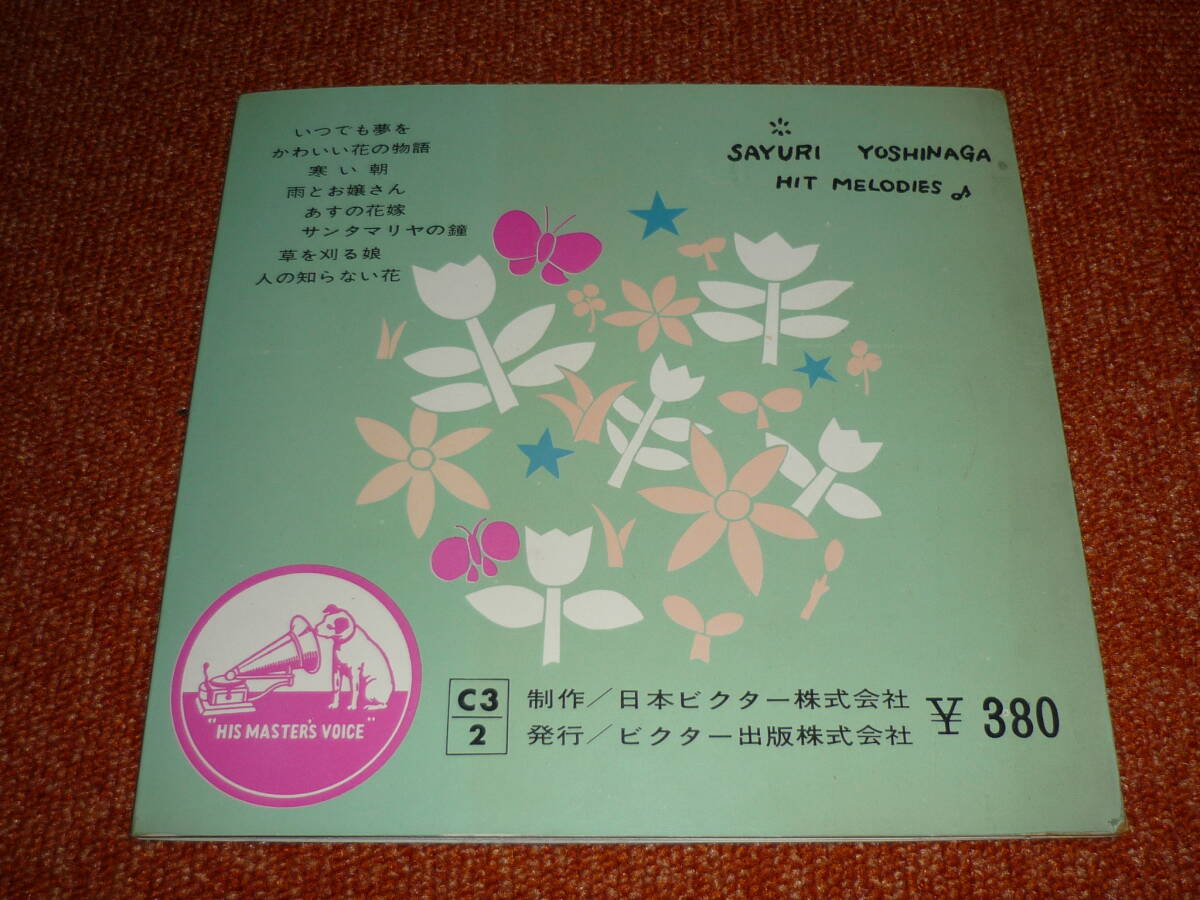 いつでも夢を
かわいい花の物語
寒い朝
雨とお嬢さん
あすの花嫁
サンタマリヤの鐘
草を刈る娘
人の知らない花
SAYURI YOSHINAGA
HIT MELODIES
"HIS MASTER'S VOICE"
C3
2
制作/日本ビクター株式会社
発行/ビクター出版株式会社
¥ 380